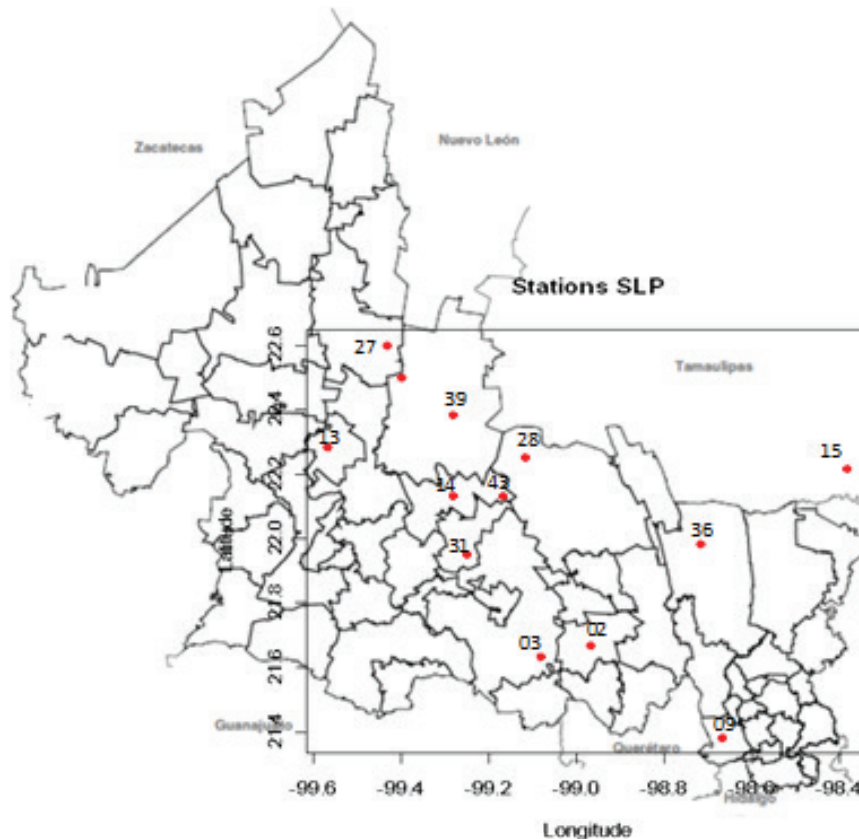 Zacatecas
Nuevo León
Stations SLP
Tamaulipas
22.6
22.4
22.2
22.0
21.8
21.6
21.4
Latitude
27
39
13
28
15
14
43
36
31
03
02
09
Guanajuato
Querétaro
Hidalgo
-99.6 -99.4 -99.2 -99.0 -98.8 -98.6 -98.4
Longitude